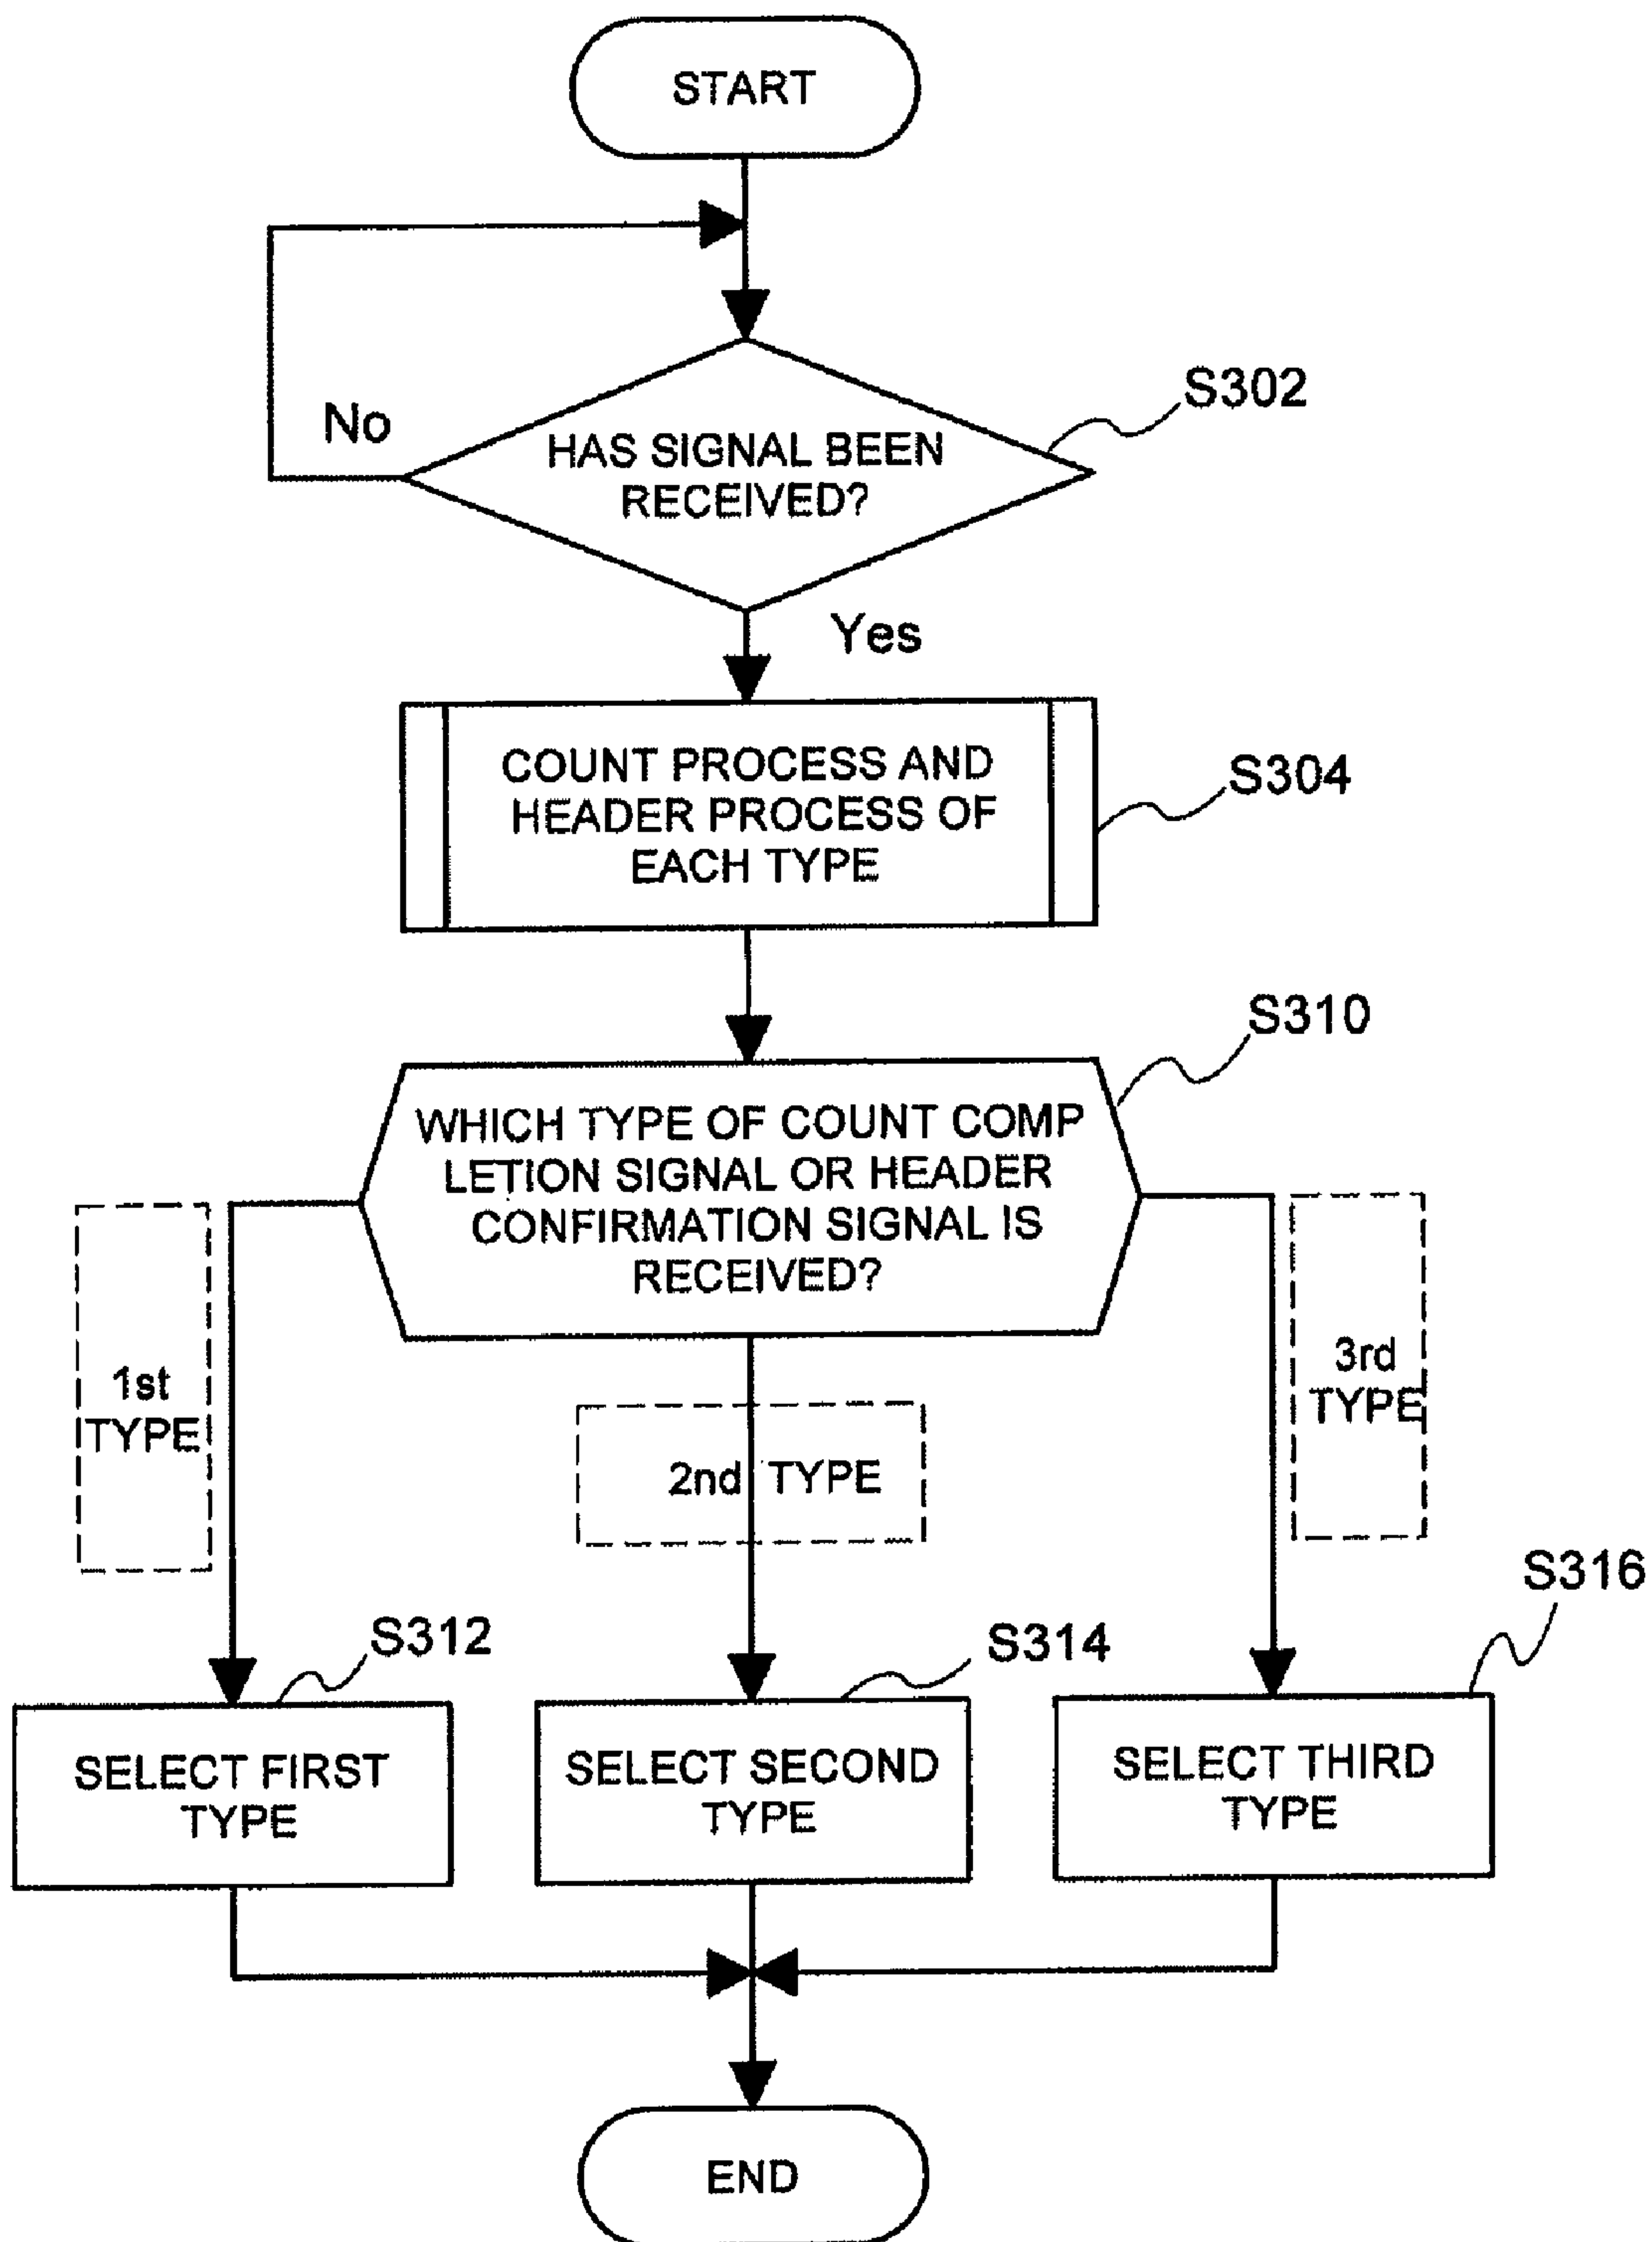 START
S302
No
HAS SIGNAL BEEN
RECEIVED?
Yes
COUNT PROCESS AND
HEADER PROCESS OF
EACH TYPE
S304
S310
WHICH TYPE OF COUNT COMP
LETION SIGNAL OR HEADER
CONFIRMATION SIGNAL IS
RECEIVED?
1st
TYPE
2nd TYPE
3rd
TYPE
S312
S314
S316
SELECT FIRST
TYPE
SELECT SECOND
TYPE
SELECT THIRD
TYPE
END